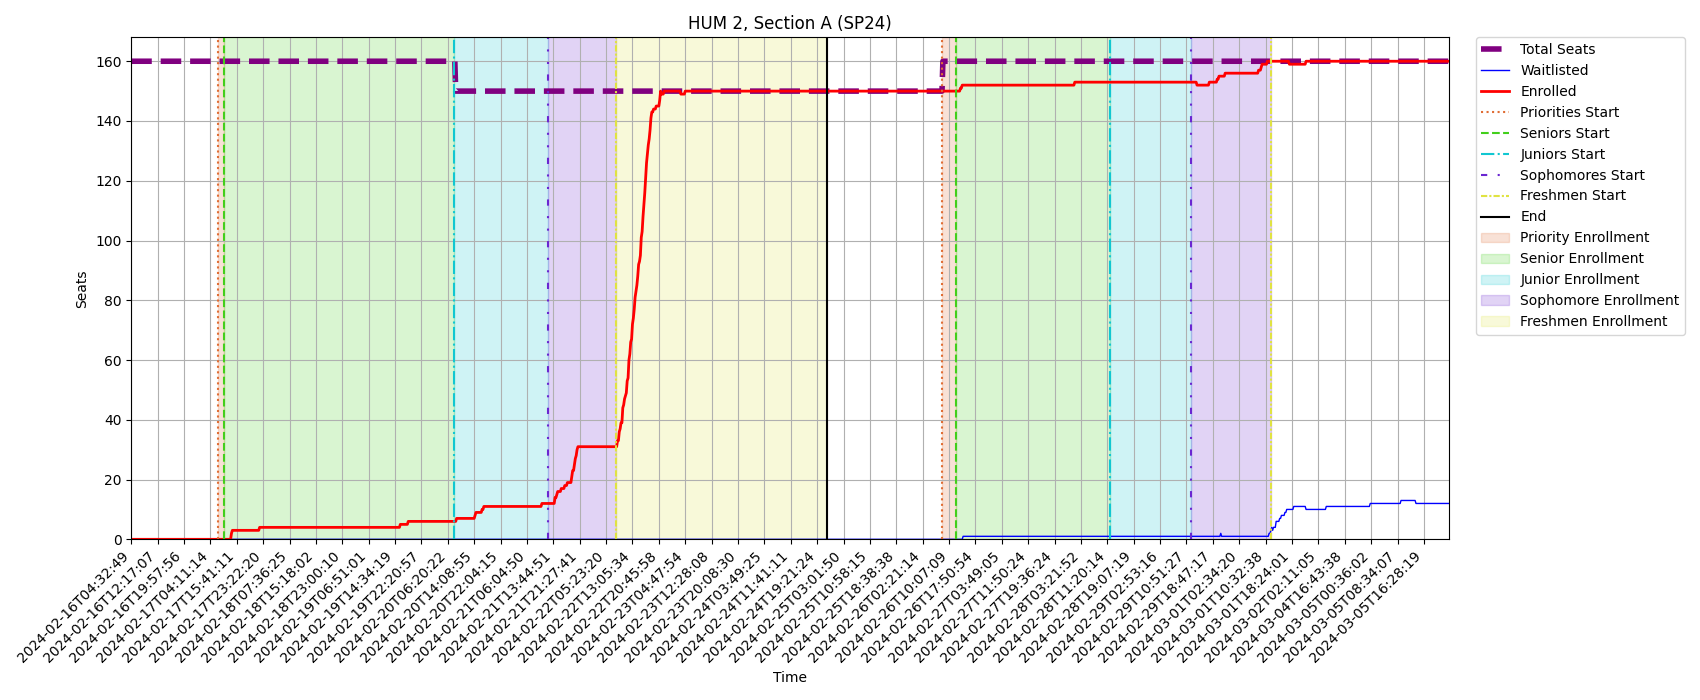 HUM 2, Section A (SP24)
Seats
160
140
120
100
80
60
40
20
0
2024-02-16T04:32:49
2024-02-16T12:17:07
2024-02-16T19:57:56
2024-02-17T04:11:14
2024-02-17T15:41:11
2024-02-17T23:22:20
2024-02-18T07:36:25
2024-02-18T15:18:02
2024-02-18T23:00:10
2024-02-19T06:51:01
2024-02-19T14:34:19
2024-02-19T22:20:57
2024-02-20T06:20:22
2024-02-20T14:08:55
2024-02-20T22:04:15
2024-02-21T06:04:50
2024-02-21T13:44:51
2024-02-21T21:27:41
2024-02-22T05:23:20
2024-02-22T13:05:34
2024-02-22T20:45:58
2024-02-23T04:47:54
2024-02-23T12:28:08
2024-02-23T20:08:30
2024-02-24T03:49:25
2024-02-24T11:41:11
2024-02-24T19:21:24
2024-02-25T03:01:50
2024-02-25T10:58:15
2024-02-25T18:38:38
2024-02-26T02:21:14
2024-02-26T10:07:09
2024-02-26T17:50:54
2024-02-27T03:49:05
2024-02-27T11:50:24
2024-02-27T19:36:24
2024-02-28T03:21:52
2024-02-28T11:20:14
2024-02-28T19:07:19
2024-02-29T02:53:16
2024-02-29T10:51:27
2024-02-29T18:47:17
2024-03-01T02:34:20
2024-03-01T10:32:38
2024-03-01T18:24:01
2024-03-02T02:11:05
2024-03-04T16:43:38
2024-03-05T00:36:02
2024-03-05T08:34:07
2024-03-05T16:28:19
Time
Total Seats
Waitlisted
Enrolled
Priorities Start
Seniors Start
Juniors Start
Sophomores Start
Freshmen Start
End
Priority Enrollment
Senior Enrollment
Junior Enrollment
Sophomore Enrollment
Freshmen Enrollment